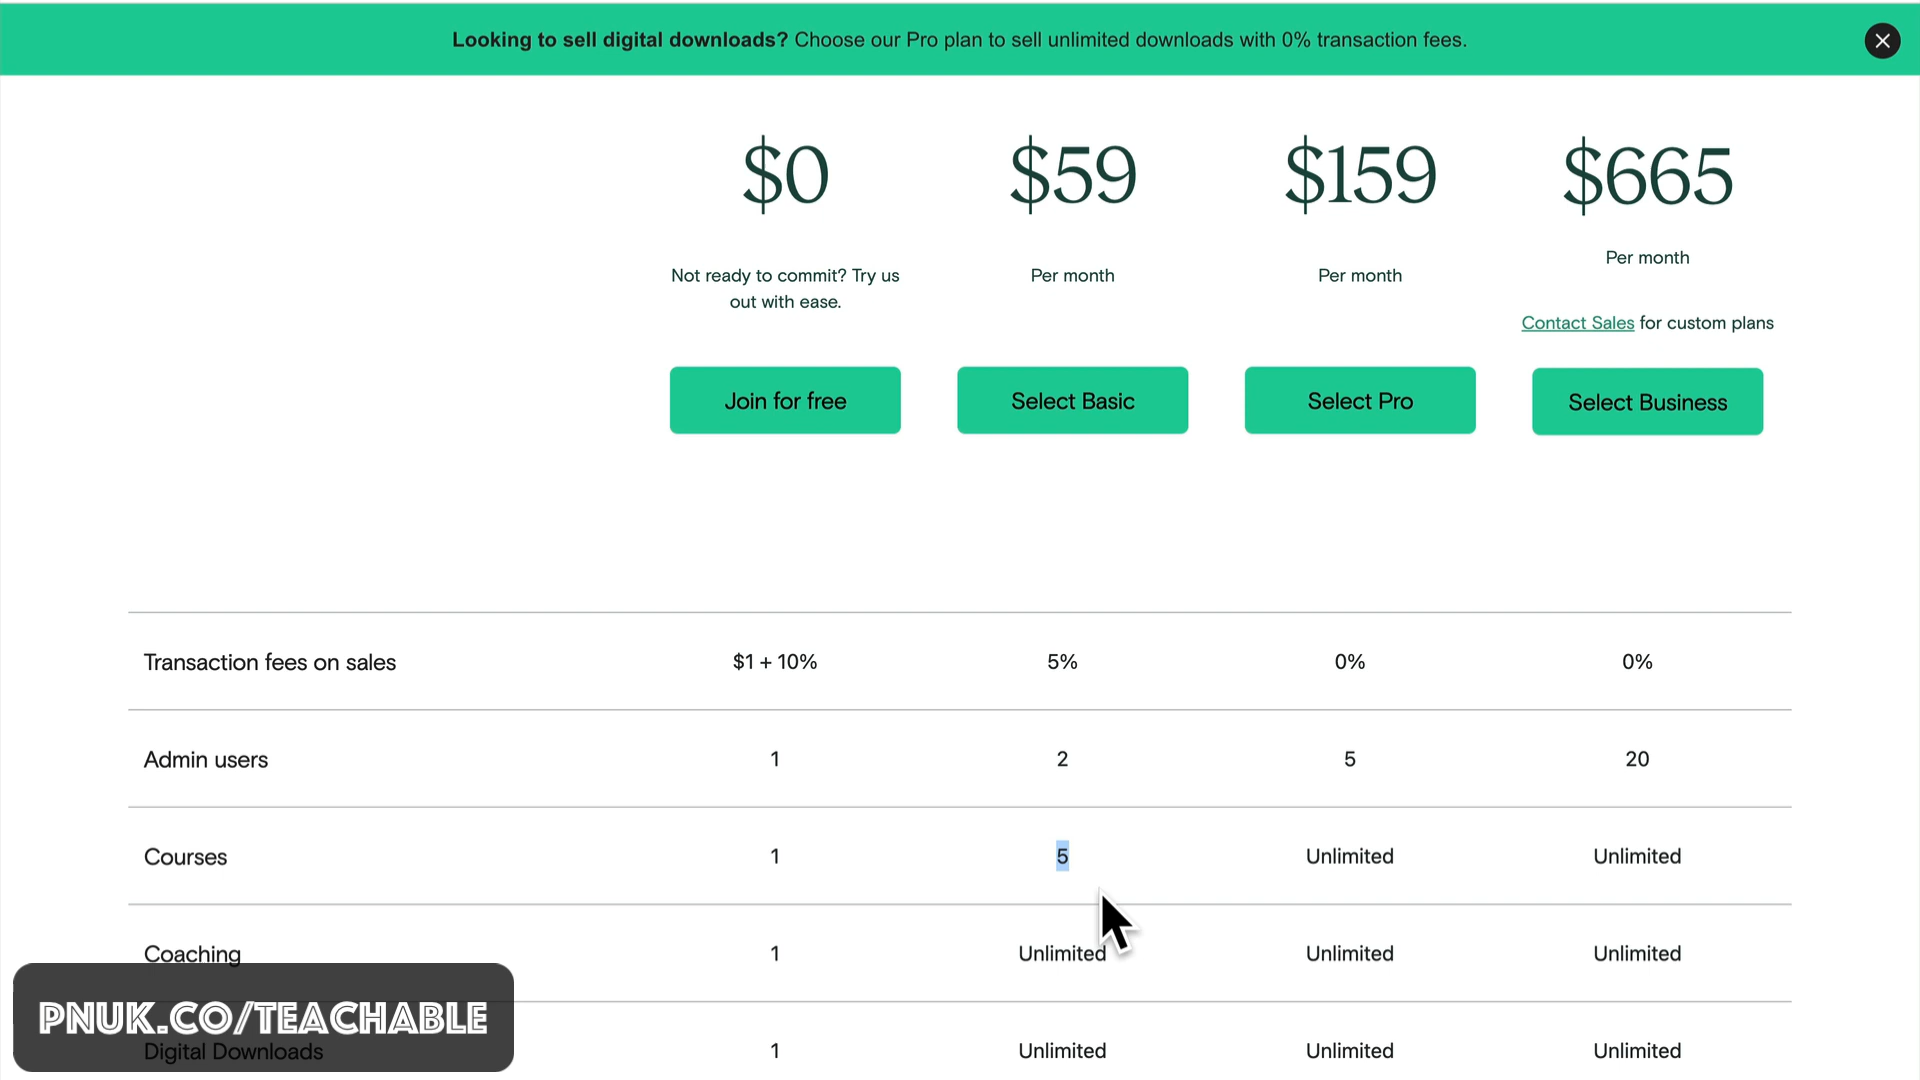 Looking to sell digital downloads? Choose our Pro plan to sell unlimited downloads with 0% transaction fees.
$0 $59 $159 $665
Not ready to commit? Try us
out with ease.
Per month
Per month
Per month
Contact Sales for custom plans
Join for free Select Basic Select Pro Select Business
Transaction fees on sales $1 + 10% 5% 0% 0%
Admin users 1 2 5 20
Courses 1 5 Unlimited Unlimited
Coaching 1 Unlimited Unlimited Unlimited
PNUK.CO/TEACHABLE
Digital Downloads 1 Unlimited Unlimited Unlimited